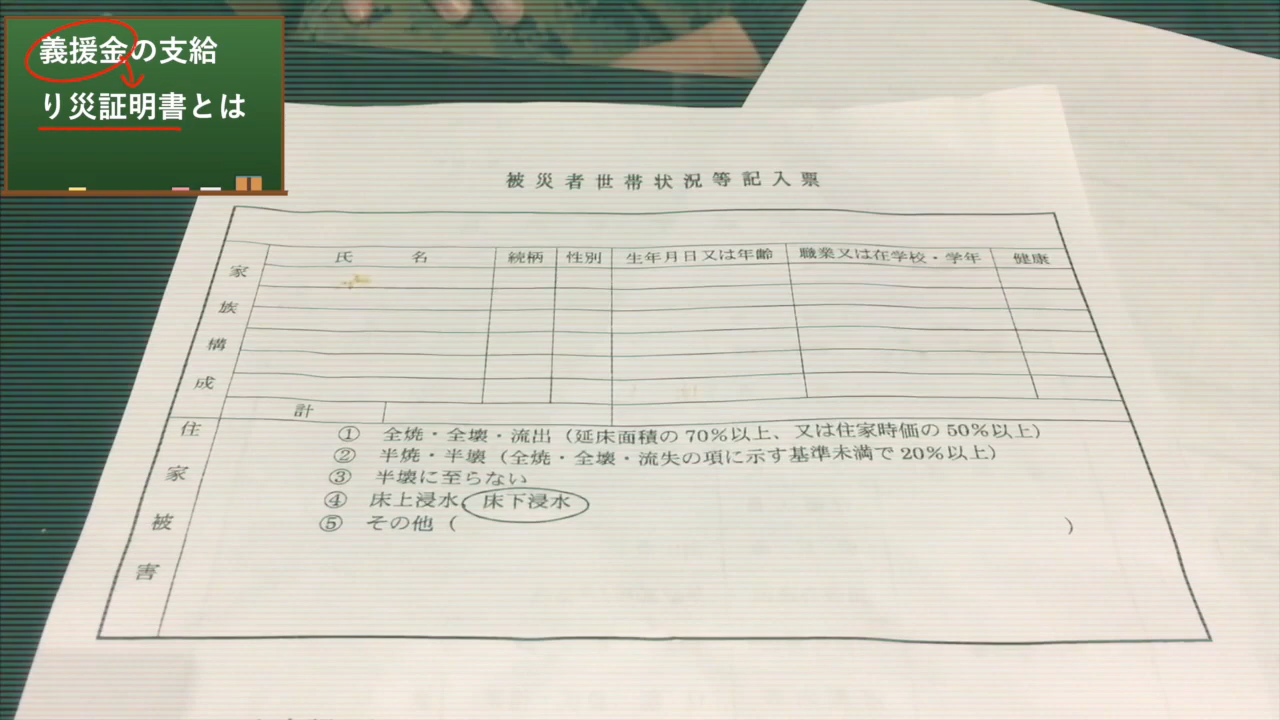 義援金の支給
り災証明書とは
被災者世帯状況等記入票
家族構成
氏名 続柄 性別 生年月日又は年齢 職業又は在学校・学年 健康
計
住家被害
① 全焼・全壊・流出(延床面積の70%以上、又は住家時価の50%以上)
② 半焼・半壊(全焼・全壊・流失の項に示す基準未満で20%以上)
③ 半壊に至らない
④ 床上浸水、床下浸水
⑤ その他( )